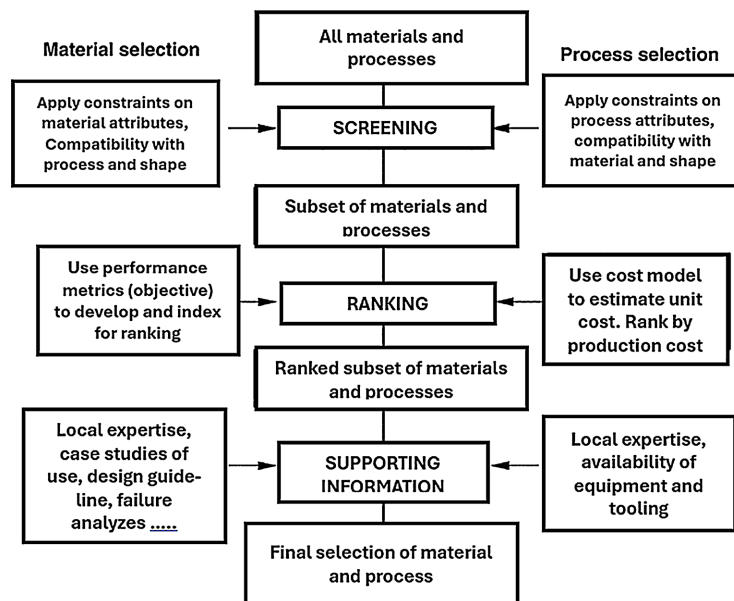 Material selection
All materials and
processes
Process selection
Apply constraints on
material attributes,
Compatibility with
process and shape
SCREENING
Apply constraints on
process attributes,
compatibility with
material and shape
Subset of materials and
processes
Use performance
metrics (objective)
to develop and index
for ranking
RANKING
Use cost model
to estimate unit
cost. Rank by
production cost
Ranked subset of materials
and processes
Local expertise,
case studies of
use, design guide-
line, failure
analyzes .....
SUPPORTING
INFORMATION
Local expertise,
availability of
equipment and
tooling
Final selection of material
and process